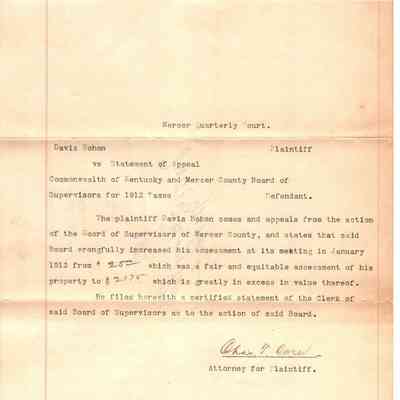 Mercer Quarterly Court.
Davis Bohon Plaintiff
vs Statement of Appeal
Commonwealth of Kentucky and Mercer County Board of
Supervisors for 1912 Taxes Defendant.
The plaintiff Davis Bohon comes and appeals from the action
of the Board of Supervisors of Mercer County, and states that said
Board wrongfully increased his assessment at its meeting in January
1912 from $ which was a fair and equitable assessment of his
property to $ which is greatly in excess in value thereof.
He files herewith a certified statement of the Clerk of
said Board of Supervisors as to the action of said Board.
Attorney for Plaintiff.